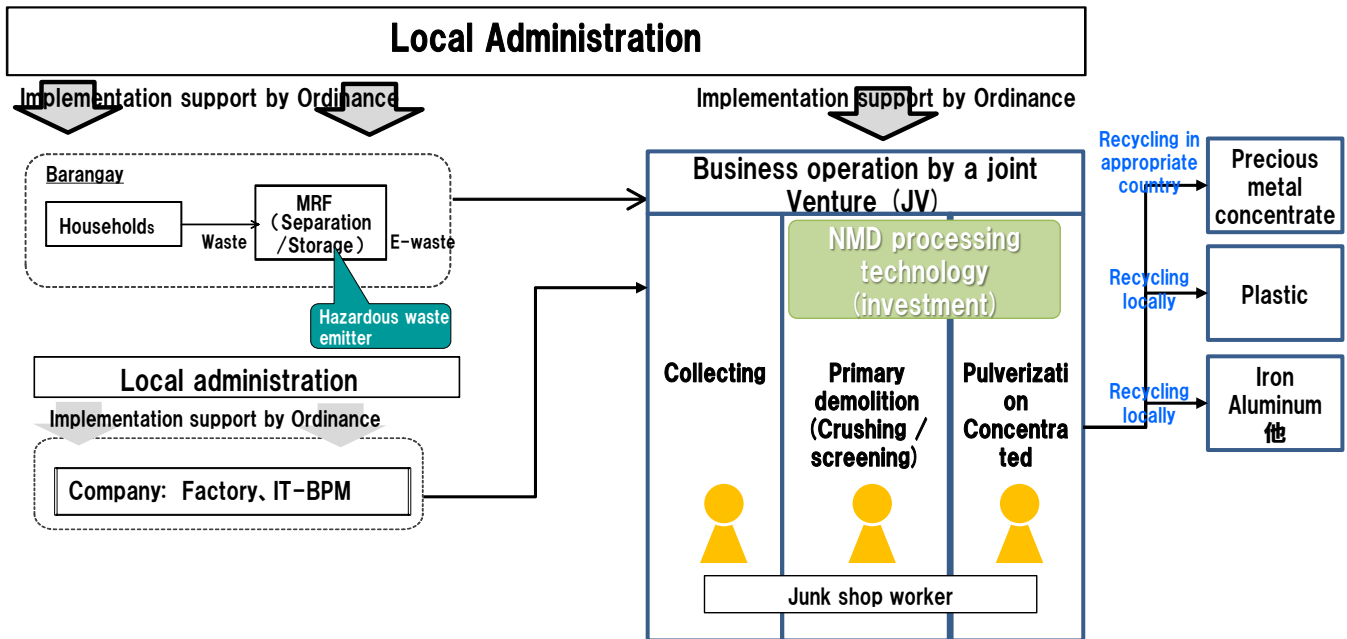 Local Administration
Implementation support by Ordinance
Implementation support by Ordinance
Barangay
Households
Waste
MRF
（Separation
/Storage）
E-waste
Hazardous waste
emitter
Local administration
Implementation support by Ordinance
Company: Factory、IT-BPM
Business operation by a joint
Venture (JV)
NMD processing
technology
(investment)
Collecting
Primary
demolition
(Crushing /
screening)
Pulverizati
on
Concentra
ted
Junk shop worker
Recycling in
appropriate
country
Precious
metal
concentrate
Recycling
locally
Plastic
Recycling
locally
Iron
Aluminum
他